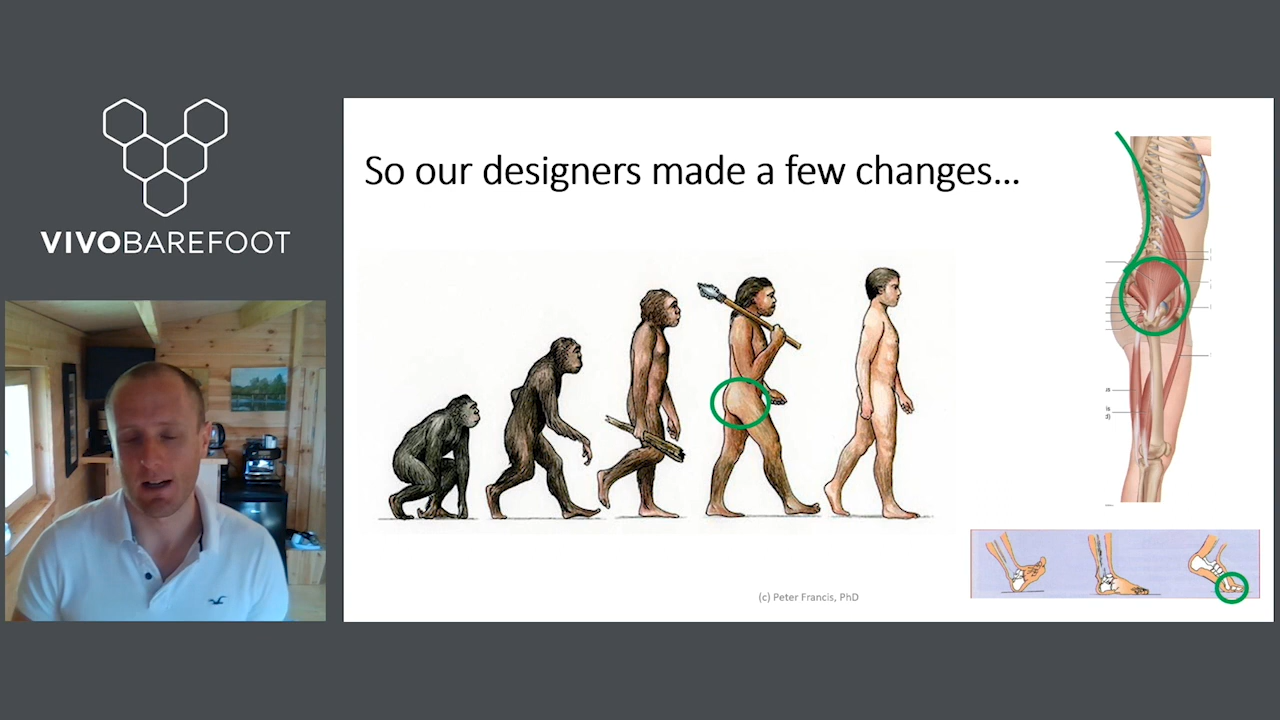 VIVOBAREFOOT
So our designers made a few changes...
(c) Peter Francis, PhD